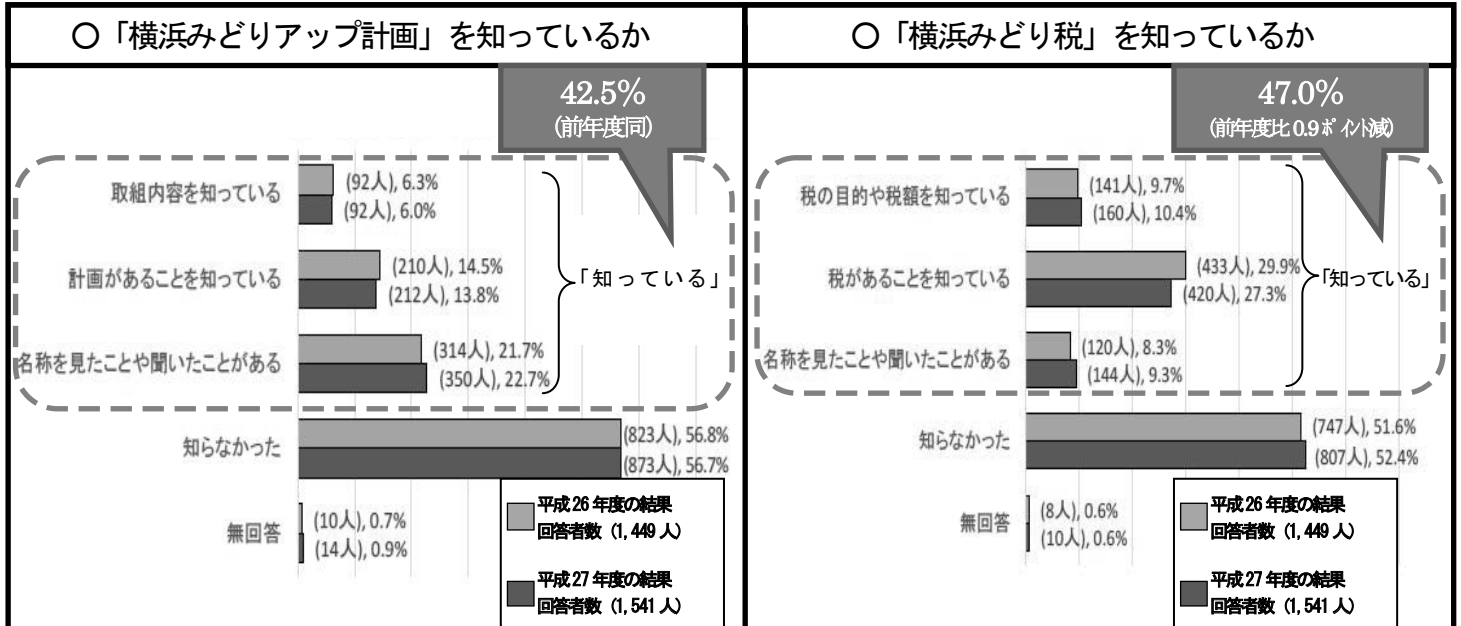 ○「横浜みどりアップ計画」を知っているか
42.5%
(前年度同)
取組内容を知っている
(92人), 6.3%
(92人), 6.0%
計画があることを知っている
(210人), 14.5%
(212人), 13.8%
「知っている」
名称を見たことや聞いたことがある
(314人), 21.7%
(350人), 22.7%
知らなかった
(823人), 56.8%
(873人), 56.7%
無回答
(10人), 0.7%
(14人), 0.9%
平成26年度の結果
回答者数（1,449人）
平成27年度の結果
回答者数（1,541人）
○「横浜みどり税」を知っているか
47.0%
(前年度比0.9ポイント減)
税の目的や税額を知っている
(141人), 9.7%
(160人), 10.4%
税があることを知っている
(433人), 29.9%
(420人), 27.3%
「知っている」
名称を見たことや聞いたことがある
(120人), 8.3%
(144人), 9.3%
知らなかった
(747人), 51.6%
(807人), 52.4%
無回答
(8人), 0.6%
(10人), 0.6%
平成26年度の結果
回答者数（1,449人）
平成27年度の結果
回答者数（1,541人）